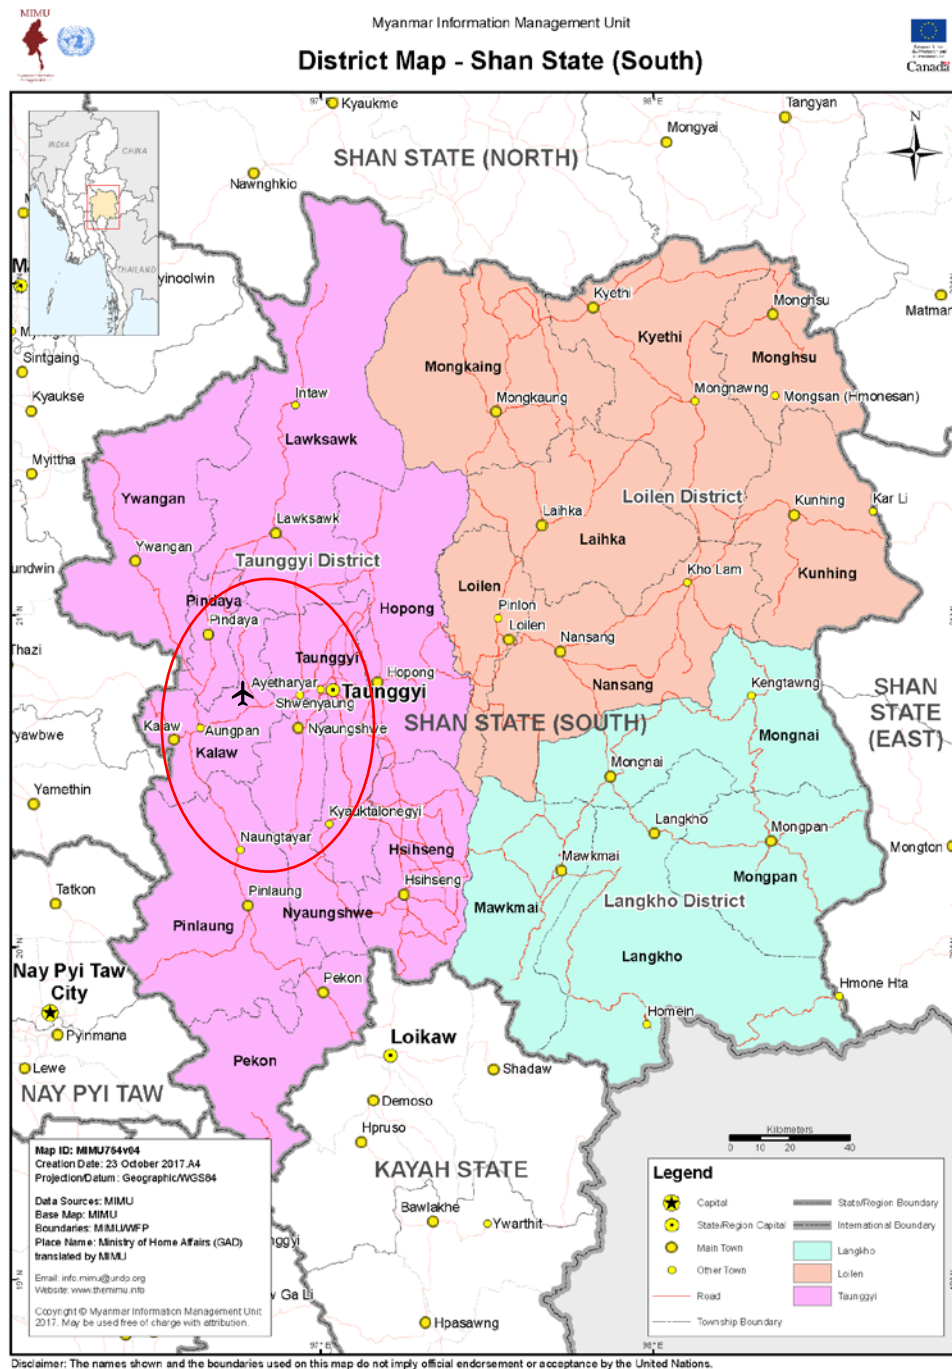 MIMU
Myanmar Information Management Unit
District Map - Shan State (South)
Canada
97°E
98°E
N
Kyaukme
Tangyan
Mongyai
INDIA
CHINA
THAILAND
SHAN STATE (NORTH)
Nawnghkio
yinoolwin
Kyethi
Monghsu
Matman
Kyethi
Monghsu
Sintgaing
Mongkaing
Intaw
Mongnawng
Mongsan (Hmonesan)
Kyaukse
Mongkaung
Lawksawk
Myittha
Ywangan
Loilen District
Kunhing
Kar Li
Lawksawk
Laihka
Laihka
Ywangan
Taunggyi District
undwin
Kho Lam
Kunhing
Loilen
Pindaya
Hopong
Pinlon
Pindaya
Loilen
Nansang
Thazi
Taunggyi
Hopong
Ayetharyar
Taunggyi
Nansang
Kengtawng
SHAN
STATE
(EAST)
Shwenyaung
SHAN STATE (SOUTH)
Kalaw
Aungpan
Nyaungshwe
yawbwe
Mongnai
Kalaw
Mongnai
Yamethin
Kyauktalonegyi
Langkho
Mongpan
Naungtayar
Hsihseng
Mongton
Mawkmai
Tatkon
Pinlaung
Hsihseng
Mongpan
Mawkmai
Langkho District
Nyaungshwe
Pinlaung
Langkho
Nay Pyi Taw
City
Pekon
Hmone Hta
Homein
Pyinmana
Loikaw
Pekon
Lewe
Shadaw
NAY PYI TAW
Demoso
Hpruso
KAYAH STATE
Bawlakhe
Ywarthit
nggyi
w Ga Li
Hpasawng
97°E
98°E
Map ID: MIMU764v04
Creation Date: 23 October 2017.A4
Projection/Datum: Geographic/WGS84
Data Sources: MIMU
Base Map: MIMU
Boundaries: MIMU/WFP
Place Name: Ministry of Home Affairs (GAD)
translated by MIMU
Email: info.mimu@undp.org
Website: www.themimu.info
Copyright © Myanmar Information Management Unit
2017. May be used free of charge with attribution.
Kilometers
0 10 20 40
Legend
Capital
State/Region Capital
Main Town
Other Town
Road
Township Boundary
State/Region Boundary
International Boundary
Langkho
Loilen
Taunggyi
Disclaimer: The names shown and the boundaries used on this map do not imply official endorsement or acceptance by the United Nations.